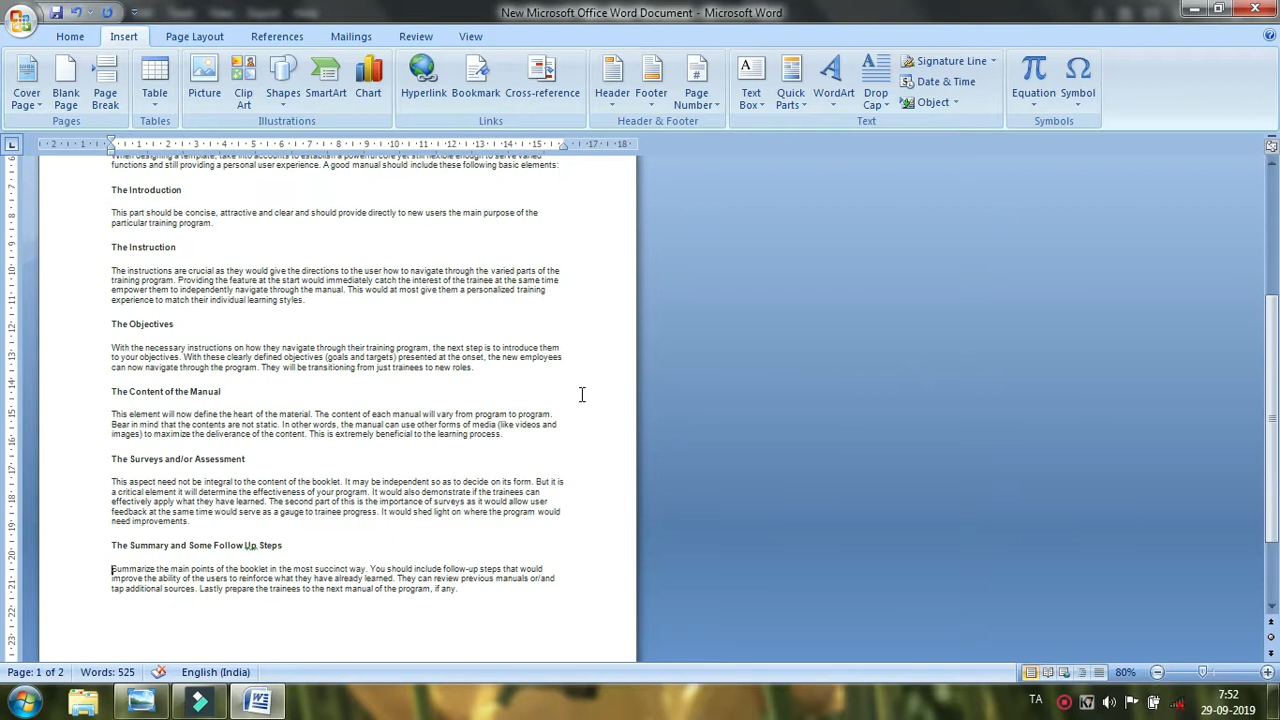 New Microsoft Office Word Document - Microsoft Word
Home Insert Page Layout References Mailings Review View
Cover Page Blank Page Page Break Table Picture Clip Art Shapes SmartArt Chart Hyperlink Bookmark Cross-reference Header Footer Page Number Text Box Quick Parts WordArt Drop Cap Signature Line Date & Time Object Equation Symbol
Pages Tables Illustrations Links Header & Footer Text Symbols
2 1 1 2 3 4 5 6 7 8 9 10 11 12 13 14 15 17 18
When designing a template, take into accounts to establish a powerful core yet still flexible enough to serve varied
functions and still providing a personal user experience. A good manual should include these following basic elements:
The Introduction
This part should be concise, attractive and clear and should provide directly to new users the main purpose of the
particular training program.
The Instruction
The instructions are crucial as they would give the directions to the user how to navigate through the varied parts of the
training program. Providing the feature at the start would immediately catch the interest of the trainee at the same time
empower them to independently navigate through the manual. This would at most give them a personalized training
experience to match their individual learning styles.
The Objectives
With the necessary instructions on how they navigate through their training program, the next step is to introduce them
to your objectives. With these clearly defined objectives (goals and targets) presented at the onset, the new employees
can now navigate through the program. They will be transitioning from just trainees to new roles.
The Content of the Manual
This element will now define the heart of the material. The content of each manual will vary from program to program.
Bear in mind that the contents are not static. In other words, the manual can use other forms of media (like videos and
images) to maximize the deliverance of the content. This is extremely beneficial to the learning process.
The Surveys and/or Assessment
This aspect need not be integral to the content of the booklet. It may be independent so as to decide on its form. But it is
a critical element it will determine the effectiveness of your program. It would also demonstrate if the trainees can
effectively apply what they have learned. The second part of this is the importance of surveys as it would allow user
feedback at the same time would serve as a gauge to trainee progress. It would shed light on where the program would
need improvements.
The Summary and Some Follow Up Steps
Summarize the main points of the booklet in the most succinct way. You should include follow-up steps that would
improve the ability of the users to reinforce what they have already learned. They can review previous manuals or/and
tap additional sources. Lastly prepare the trainees to the next manual of the program, if any.
Page: 1 of 2 Words: 525 English (India) 80%
TA 7:52
29-09-2019